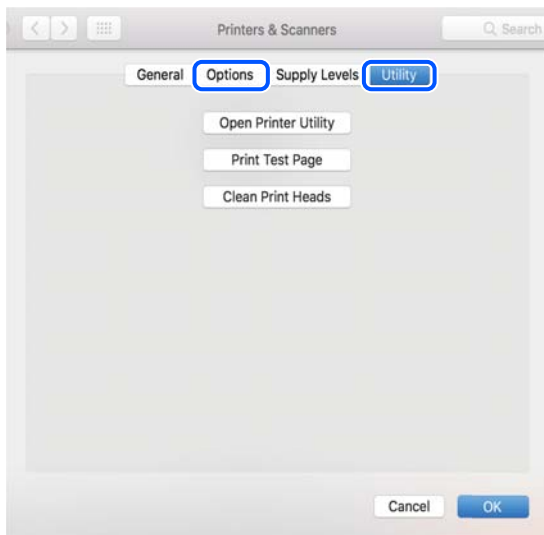 Printers & Scanners Search
General Options Supply Levels Utility
Open Printer Utility
Print Test Page
Clean Print Heads
Cancel OK